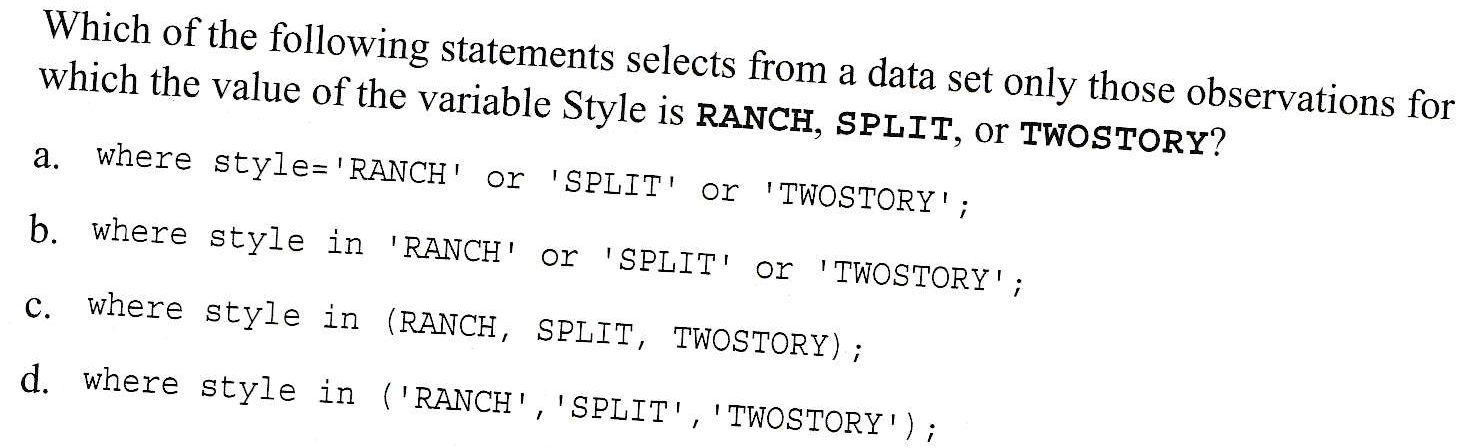 Which of the following statements selects from a data set only those observations for
which the value of the variable Style is RANCH, SPLIT, or TWOSTORY?
a. where style='RANCH' or 'SPLIT' or 'TWOSTORY';
b. where style in 'RANCH' or 'SPLIT' or 'TWOSTORY';
c. where style in (RANCH, SPLIT, TWOSTORY);
d. where style in ('RANCH','SPLIT','TWOSTORY');